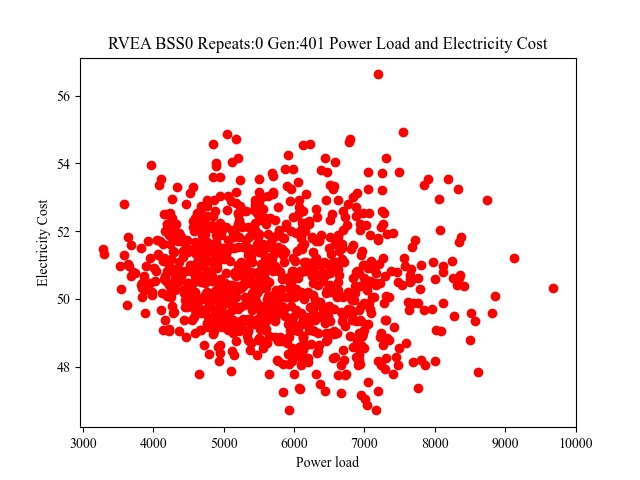 RVEA BSS0 Repeats:0 Gen:401 Power Load and Electricity Cost
56
54
52
50
48
Electricity Cost
3000 4000 5000 6000 7000 8000 9000 10000
Power load